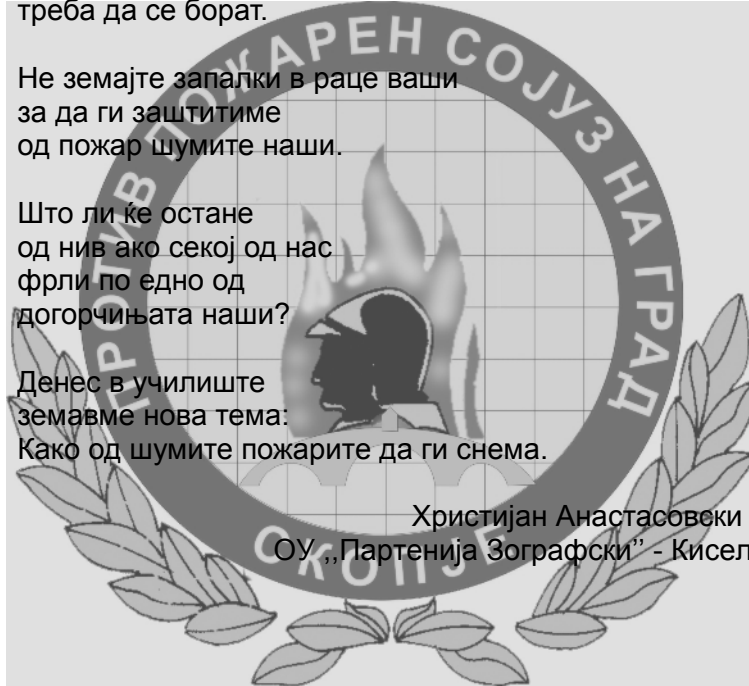 треба да се борат.
Не земајте запалки в раце ваши
за да ги заштитиме
од пожар шумите наши.
Што ли ќе остане
од нив ако секој од нас
фрли по едно од
догорчињата наши?
Денес в училиште
земавме нова тема:
Како од шумите пожарите да ги снема.
Христијан Анастасовски
ОУ ,,Партенија Зографски’’ - Кисел
ПРОТИВ ПОЖАРЕН СОЈУЗ НА ГРАД
СКОПЈЕ